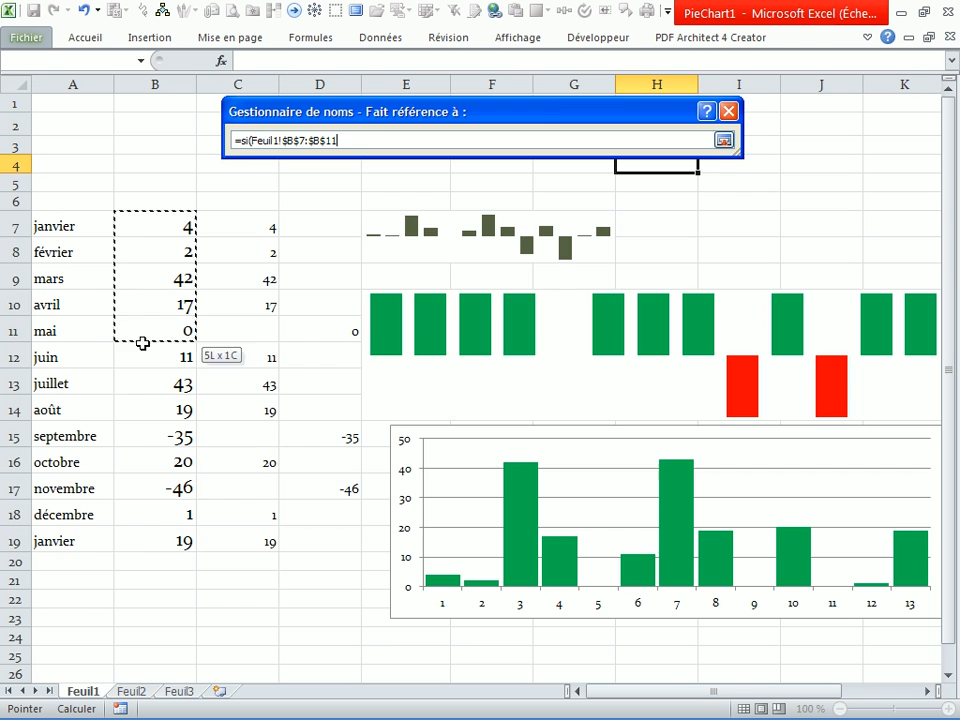 PieChart1 - Microsoft Excel (Éche...
Fichier Accueil Insertion Mise en page Formules Données Révision Affichage Développeur PDF Architect 4 Creator
fx
A B C D E F G H I J K
Gestionnaire de noms - Fait référence à :
=si(Feuil1!$B$7:$B$11
1
2
3
4
5
6
7 janvier 4 4
8 février 2 2
9 mars 42 42
10 avril 17 17
11 mai 0 0
12 juin 11 11
5L x 1C
13 juillet 43 43
14 août 19 19
15 septembre -35 -35
16 octobre 20 20
17 novembre -46 -46
18 décembre 1 1
19 janvier 19 19
20
21
22
23
24
25
26
50
40
30
20
10
0
1 2 3 4 5 6 7 8 9 10 11 12 13
Feuil1 Feuil2 Feuil3
Pointer Calculer 100 %